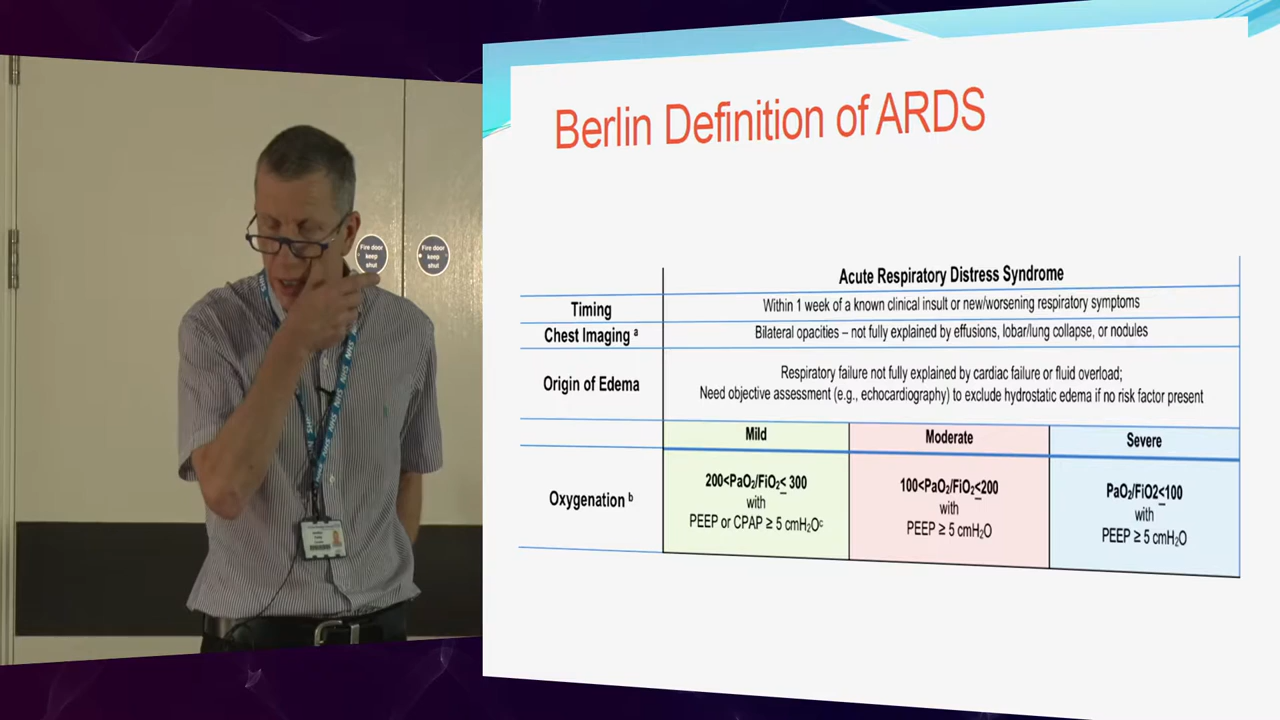 Berlin Definition of ARDS
Acute Respiratory Distress Syndrome
Timing
Within 1 week of a known clinical insult or new/worsening respiratory symptoms
Chest Imaging ᵃ
Bilateral opacities – not fully explained by effusions, lobar/lung collapse, or nodules
Origin of Edema
Respiratory failure not fully explained by cardiac failure or fluid overload;
Need objective assessment (e.g., echocardiography) to exclude hydrostatic edema if no risk factor present
Mild
Moderate
Severe
Oxygenation ᵇ
200<PaO₂/FiO₂≤ 300
with
PEEP or CPAP ≥ 5 cmH₂Oᶜ
100<PaO₂/FiO₂≤200
with
PEEP ≥ 5 cmH₂O
PaO₂/FiO2≤100
with
PEEP ≥ 5 cmH₂O
Fire door
keep
shut
Fire door
keep
shut
NHS
NHS
NHS
NHS
NHS